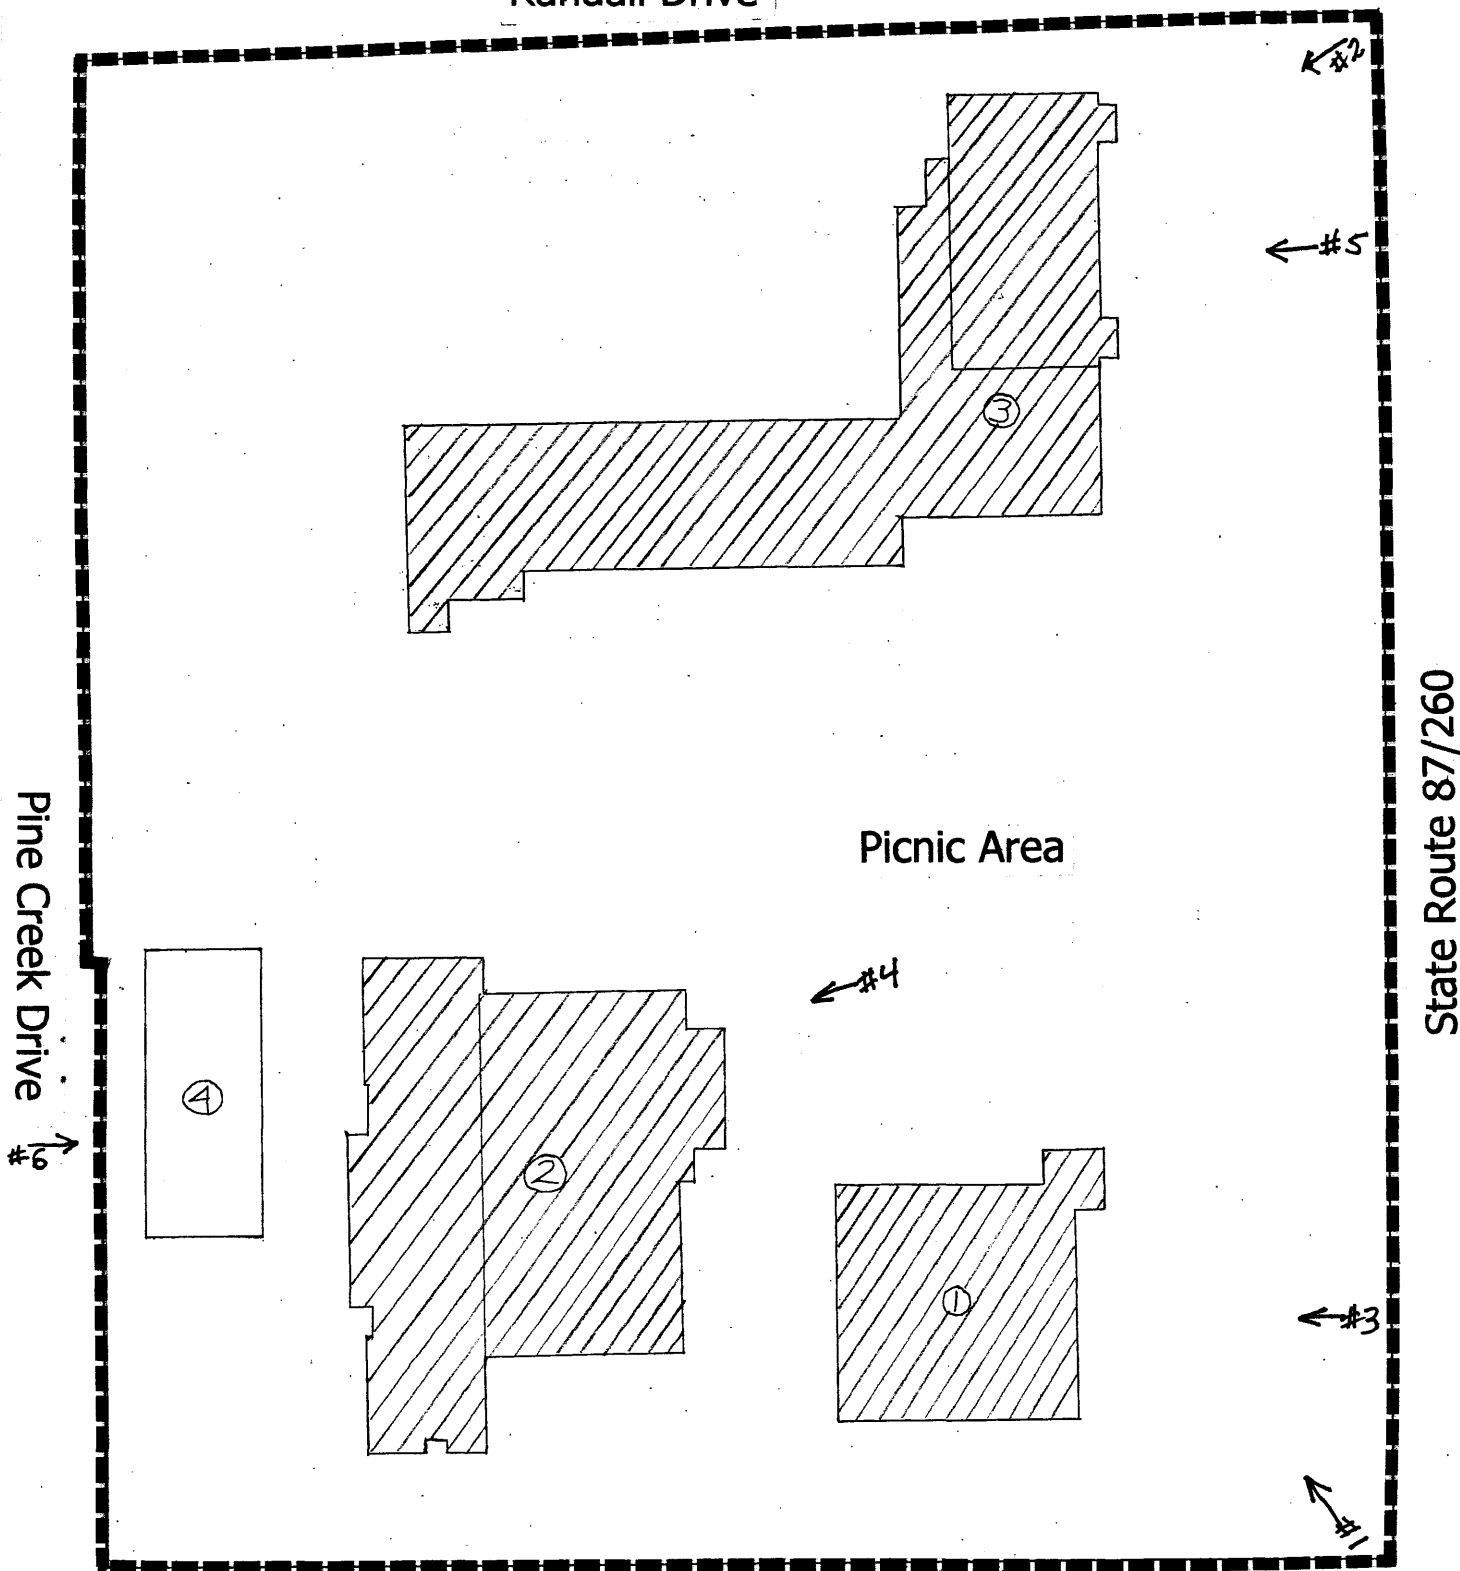 Randall Drive
#2
#5
③
State Route 87/260
Picnic Area
Pine Creek Drive
#4
④
②
#6
①
#3
#1